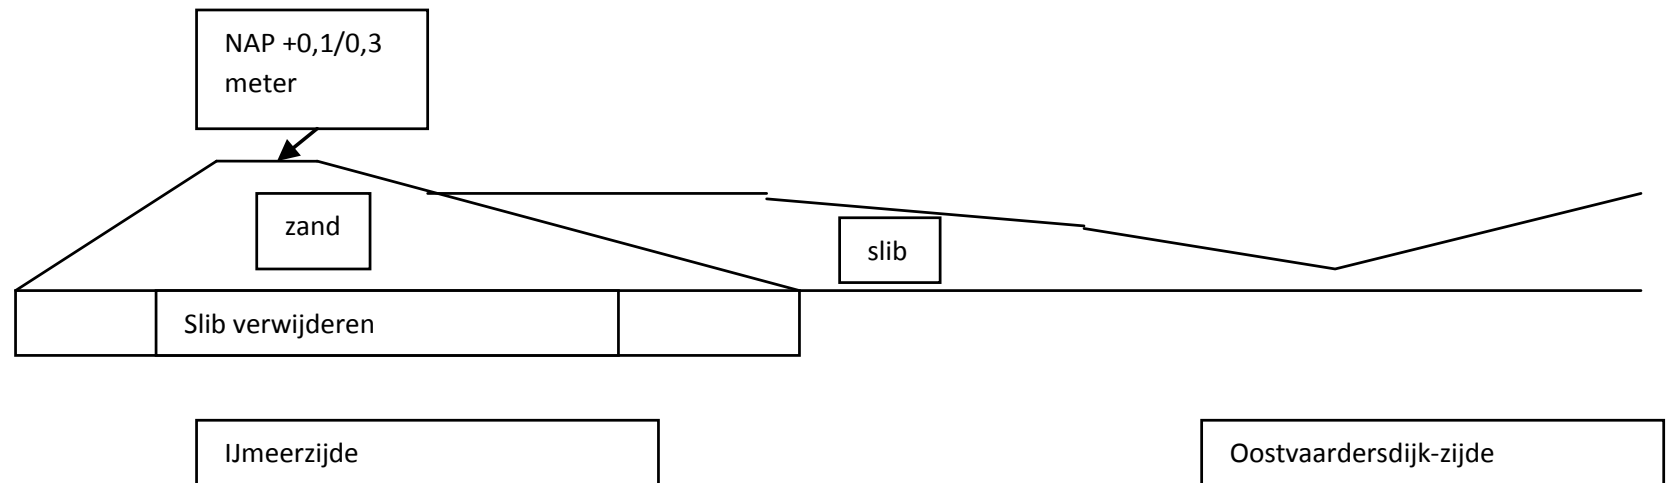 NAP +0,1/0,3
meter
zand
slib
Slib verwijderen
IJmeerzijde
Oostvaardersdijk-zijde